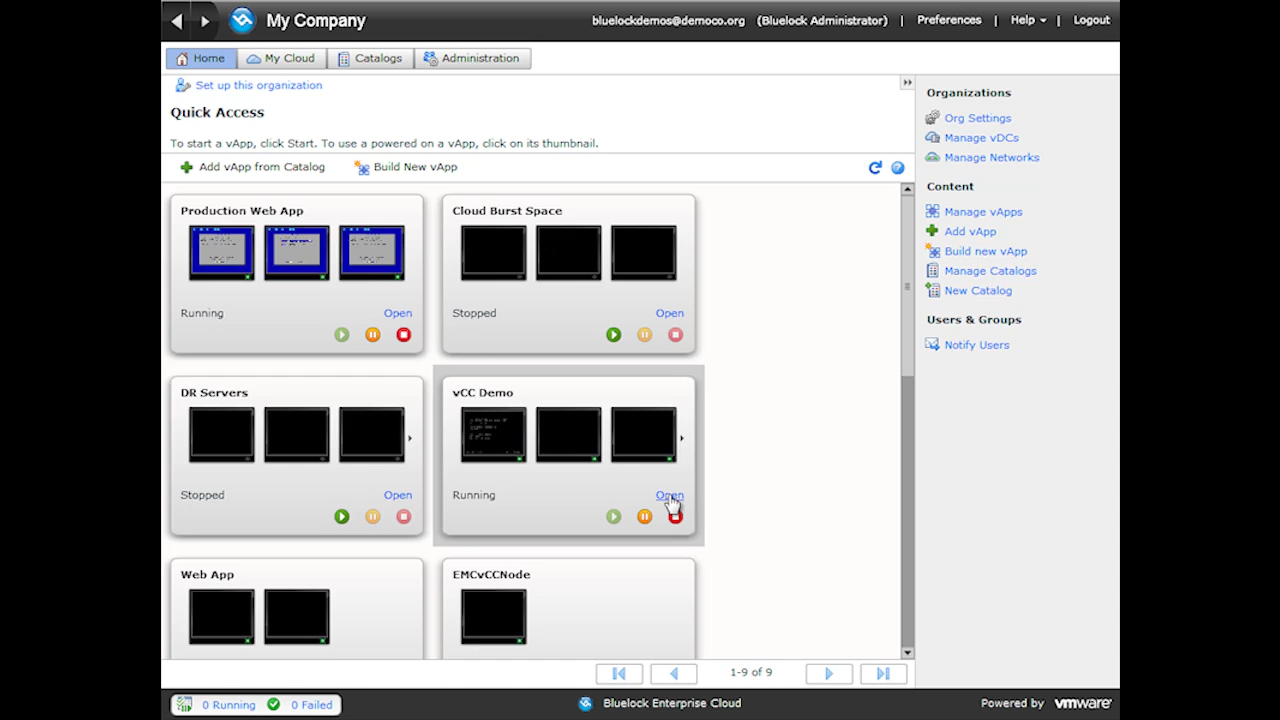 My Company
bluelockdemos@democo.org (Bluelock Administrator) | Preferences | Help | Logout
Home My Cloud Catalogs Administration
Set up this organization
Quick Access
To start a vApp, click Start. To use a powered on a vApp, click on its thumbnail.
Add vApp from Catalog Build New vApp
Production Web App
Running Open
Cloud Burst Space
Stopped Open
DR Servers
Stopped Open
vCC Demo
Running Open
Web App
EMCvCCNode
1-9 of 9
Organizations
Org Settings
Manage vDCs
Manage Networks
Content
Manage vApps
Add vApp
Build new vApp
Manage Catalogs
New Catalog
Users & Groups
Notify Users
0 Running 0 Failed
Bluelock Enterprise Cloud
Powered by vmware